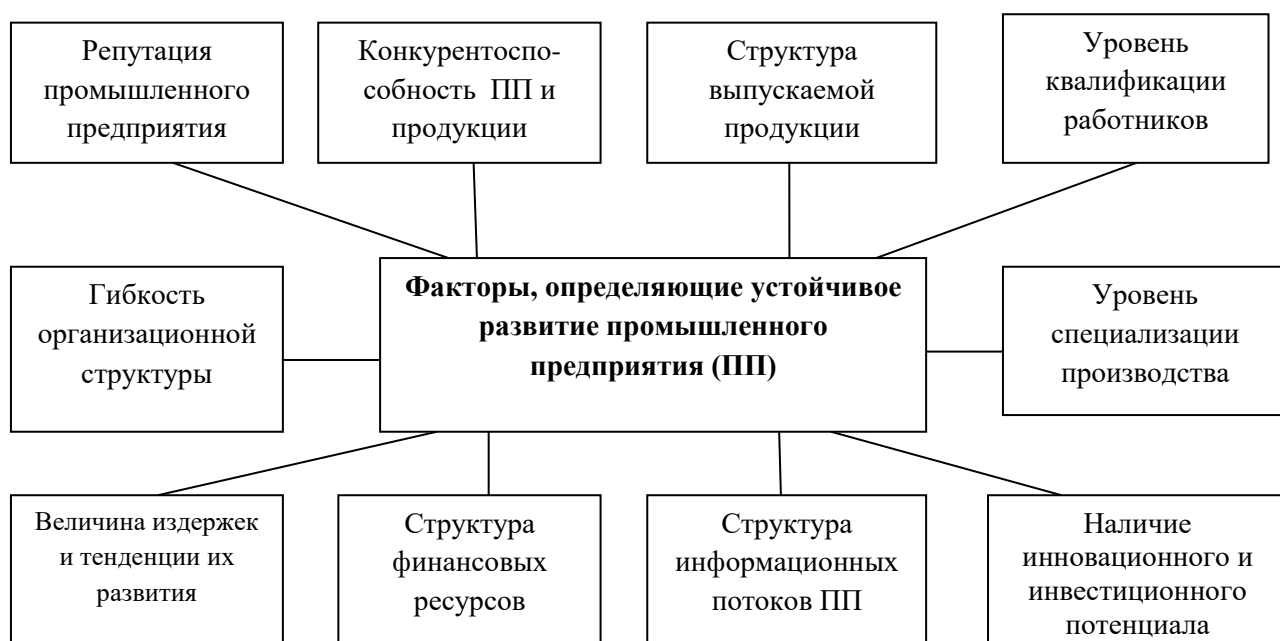 Репутация
промышленного
предприятия
Конкурентоспо-
собность ПП и
продукции
Структура
выпускаемой
продукции
Уровень
квалификации
работников
Гибкость
организационной
структуры
Факторы, определяющие устойчивое
развитие промышленного
предприятия (ПП)
Уровень
специализации
производства
Величина издержек
и тенденции их
развития
Структура
финансовых
ресурсов
Структура
информационных
потоков ПП
Наличие
инновационного и
инвестиционного
потенциала